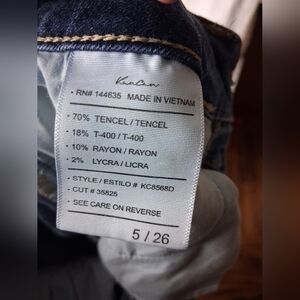 KanCan
• RN# 144635 MADE IN VIETNAM
• 70% TENCEL / TENCEL
• 18% T-400 / T-400
• 10% RAYON / RAYON
• 2% LYCRA / LICRA
• STYLE / ESTILO # KC8568D
• CUT # 35825
• SEE CARE ON REVERSE
5 / 26